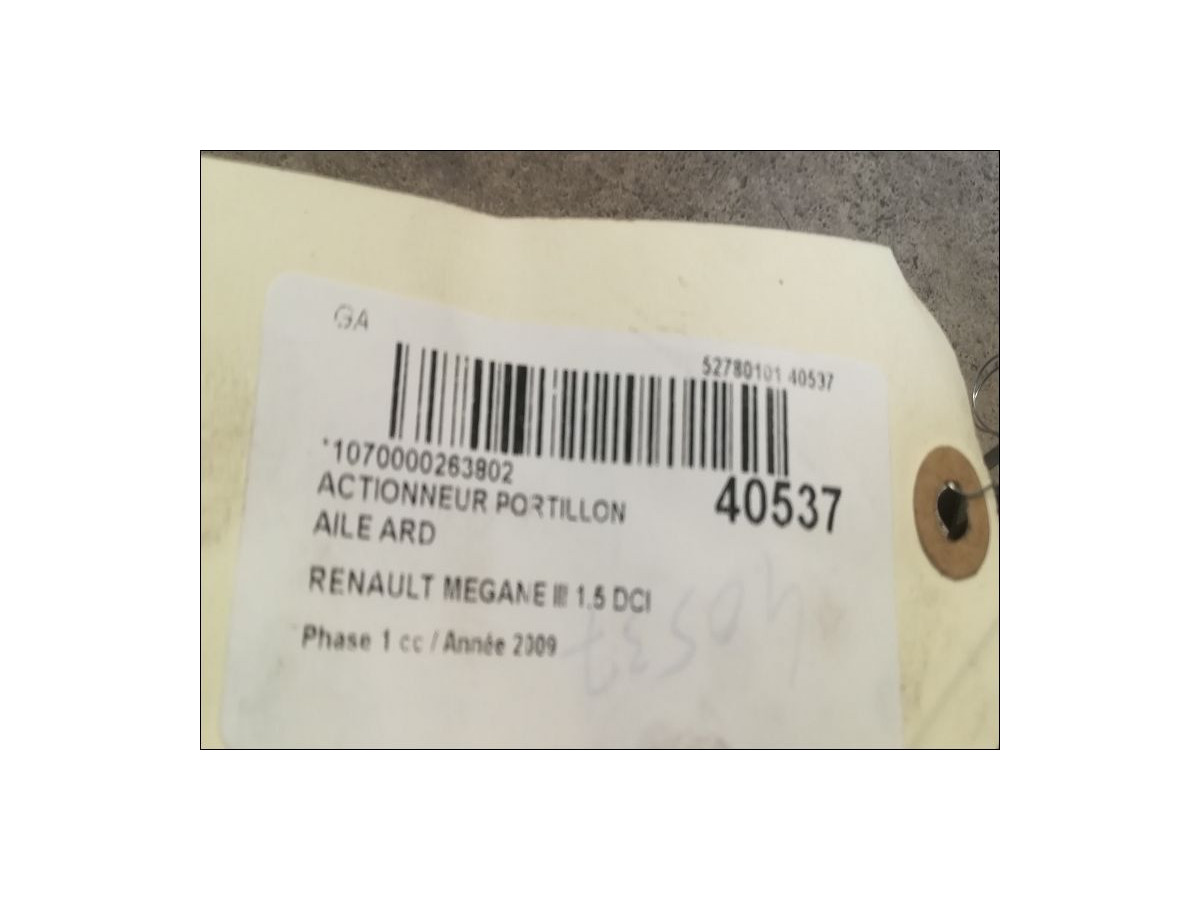 GA
52780101 40537
*1070000263802
40537
ACTIONNEUR PORTILLON
AILE ARD
RENAULT MEGANE III 1.5 DCI
Phase 1 cc / Année 2009
40537